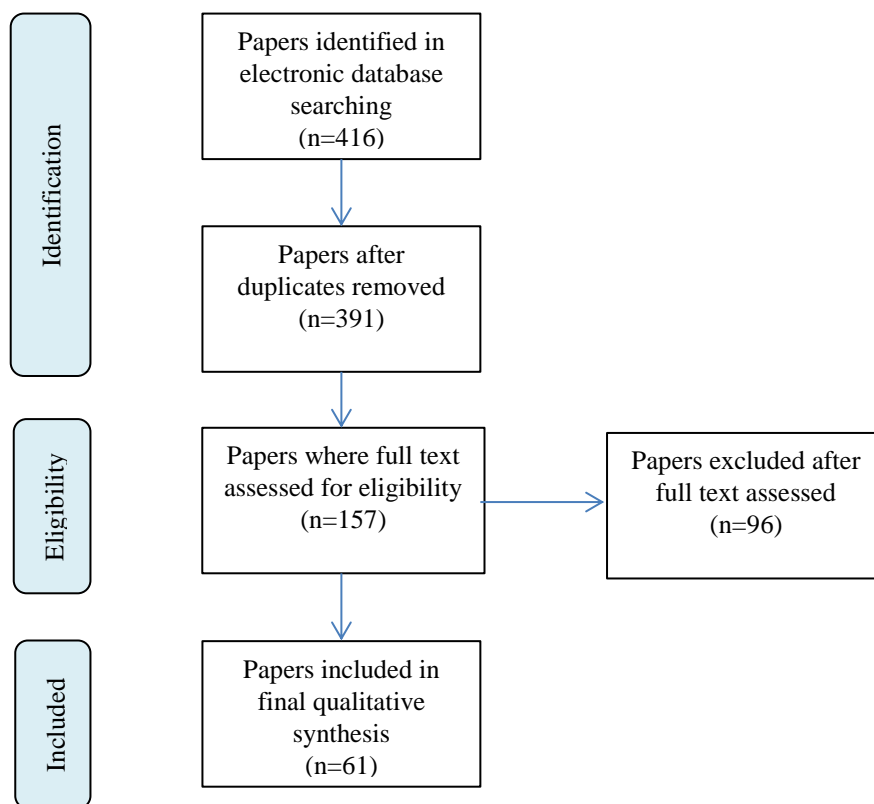 Identification
Papers identified in
electronic database
searching
(n=416)
Papers after
duplicates removed
(n=391)
Eligibility
Papers where full text
assessed for eligibility
(n=157)
Papers excluded after
full text assessed
(n=96)
Included
Papers included in
final qualitative
synthesis
(n=61)